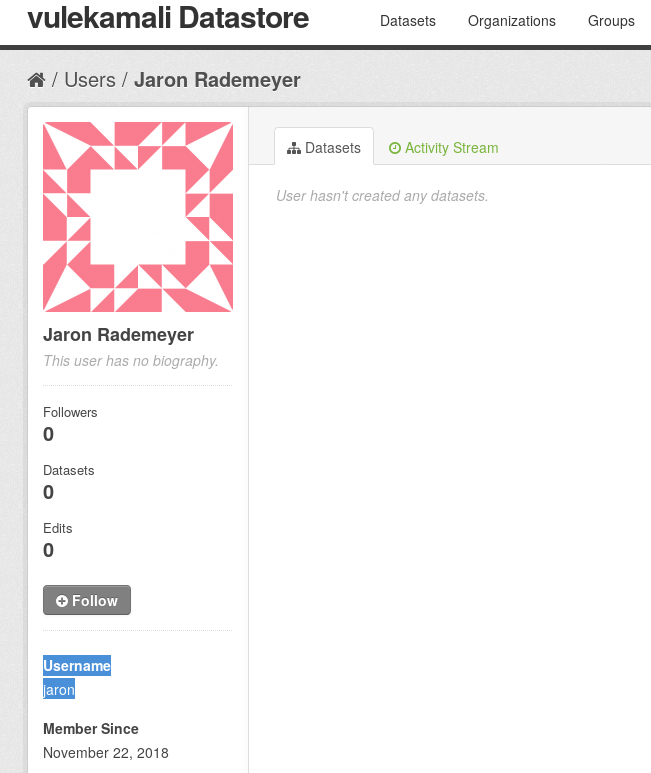 vulekamali Datastore
Datasets Organizations Groups
/ Users / Jaron Rademeyer
Datasets Activity Stream
User hasn't created any datasets.
Jaron Rademeyer
This user has no biography.
Followers
0
Datasets
0
Edits
0
Follow
Username
jaron
Member Since
November 22, 2018